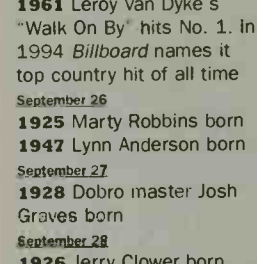 1961 Leroy Van Dyke's
"Walk On By" hits No. 1. In
1994 Billboard names it
top country hit of all time
September 26
1925 Marty Robbins born
1947 Lynn Anderson born
September 27
1928 Dobro master Josh
Graves born
September 28
1926 Jerry Clower born